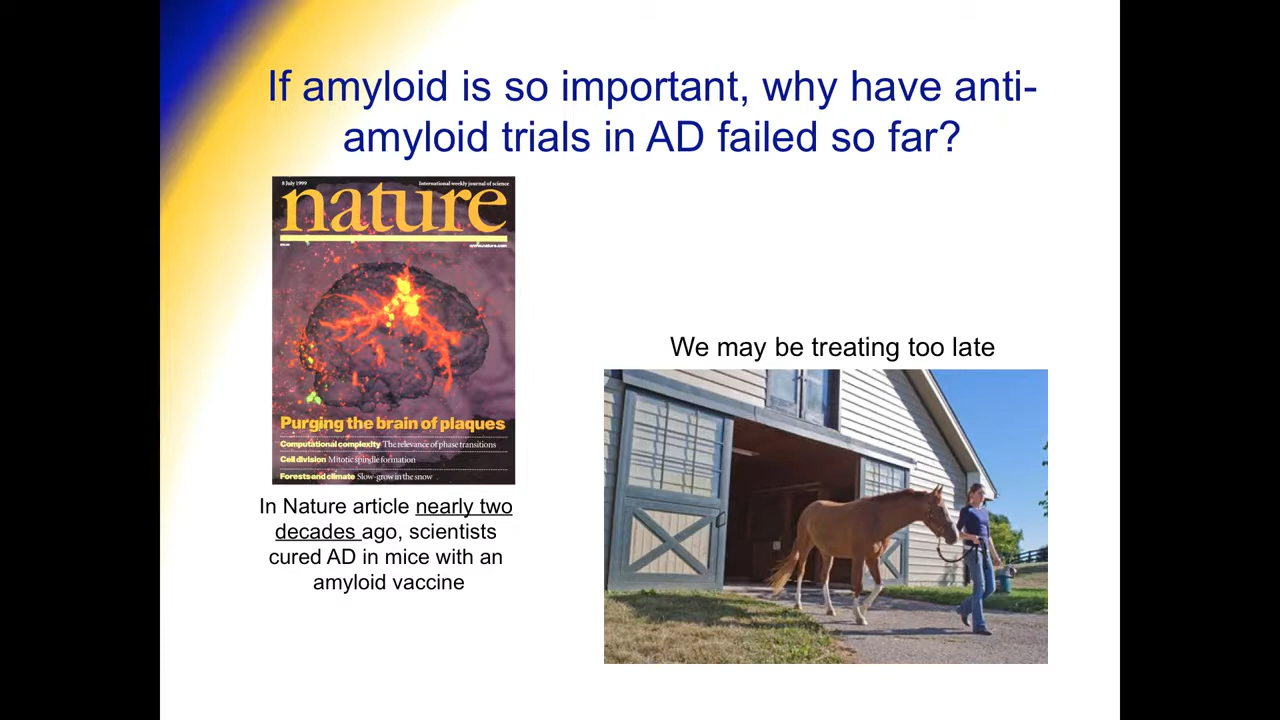 If amyloid is so important, why have anti-
amyloid trials in AD failed so far?
8 July 1999
International weekly journal of science
nature
www.nature.com
Purging the brain of plaques
Computational complexity The relevance of phase transitions
Cell division Mitotic spindle formation
Forests and climate Slow-grow in the snow
In Nature article nearly two
decades ago, scientists
cured AD in mice with an
amyloid vaccine
We may be treating too late